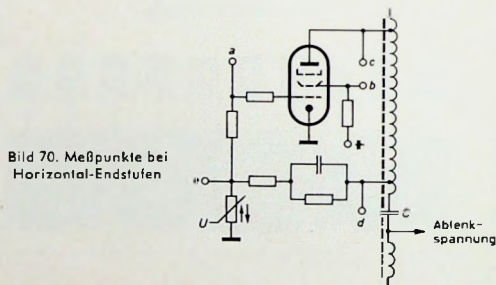 Bild 70. Meßpunkte bei
Horizontal-Endstufen
a
c
b
+
e
U
d
C
Ablenk-
spannung